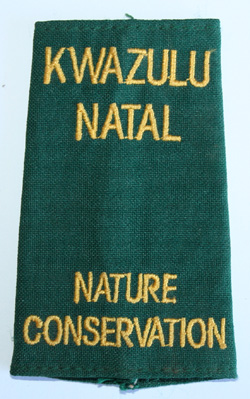 KWAZULU
NATAL
NATURE
CONSERVATION